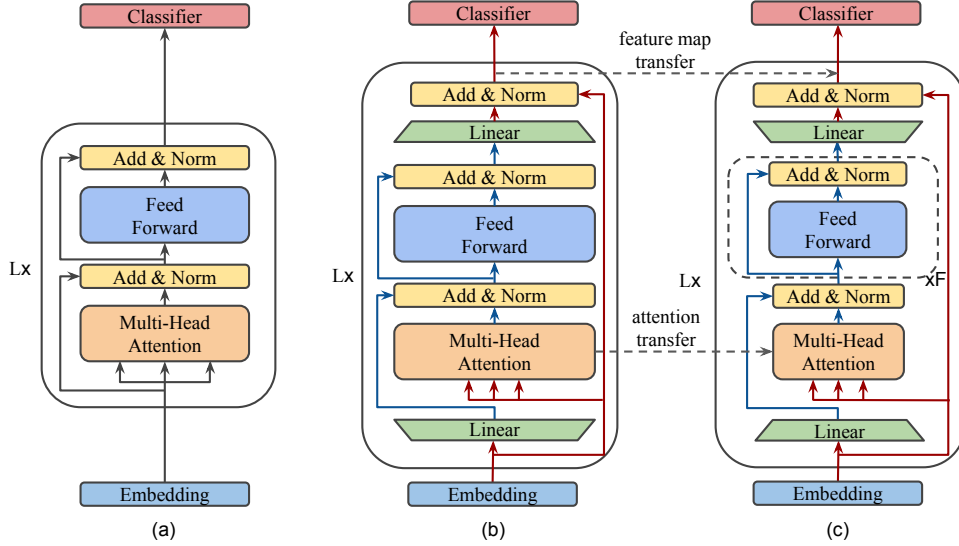 Classifier
Add & Norm
Feed
Forward
Add & Norm
Multi-Head
Attention
Lx
Embedding
(a)
Classifier
Add & Norm
Linear
Add & Norm
Feed
Forward
Add & Norm
Multi-Head
Attention
Linear
Lx
Embedding
(b)
feature map
transfer
attention
transfer
Classifier
Add & Norm
Linear
Add & Norm
Feed
Forward
xF
Add & Norm
Multi-Head
Attention
Linear
Lx
Embedding
(c)